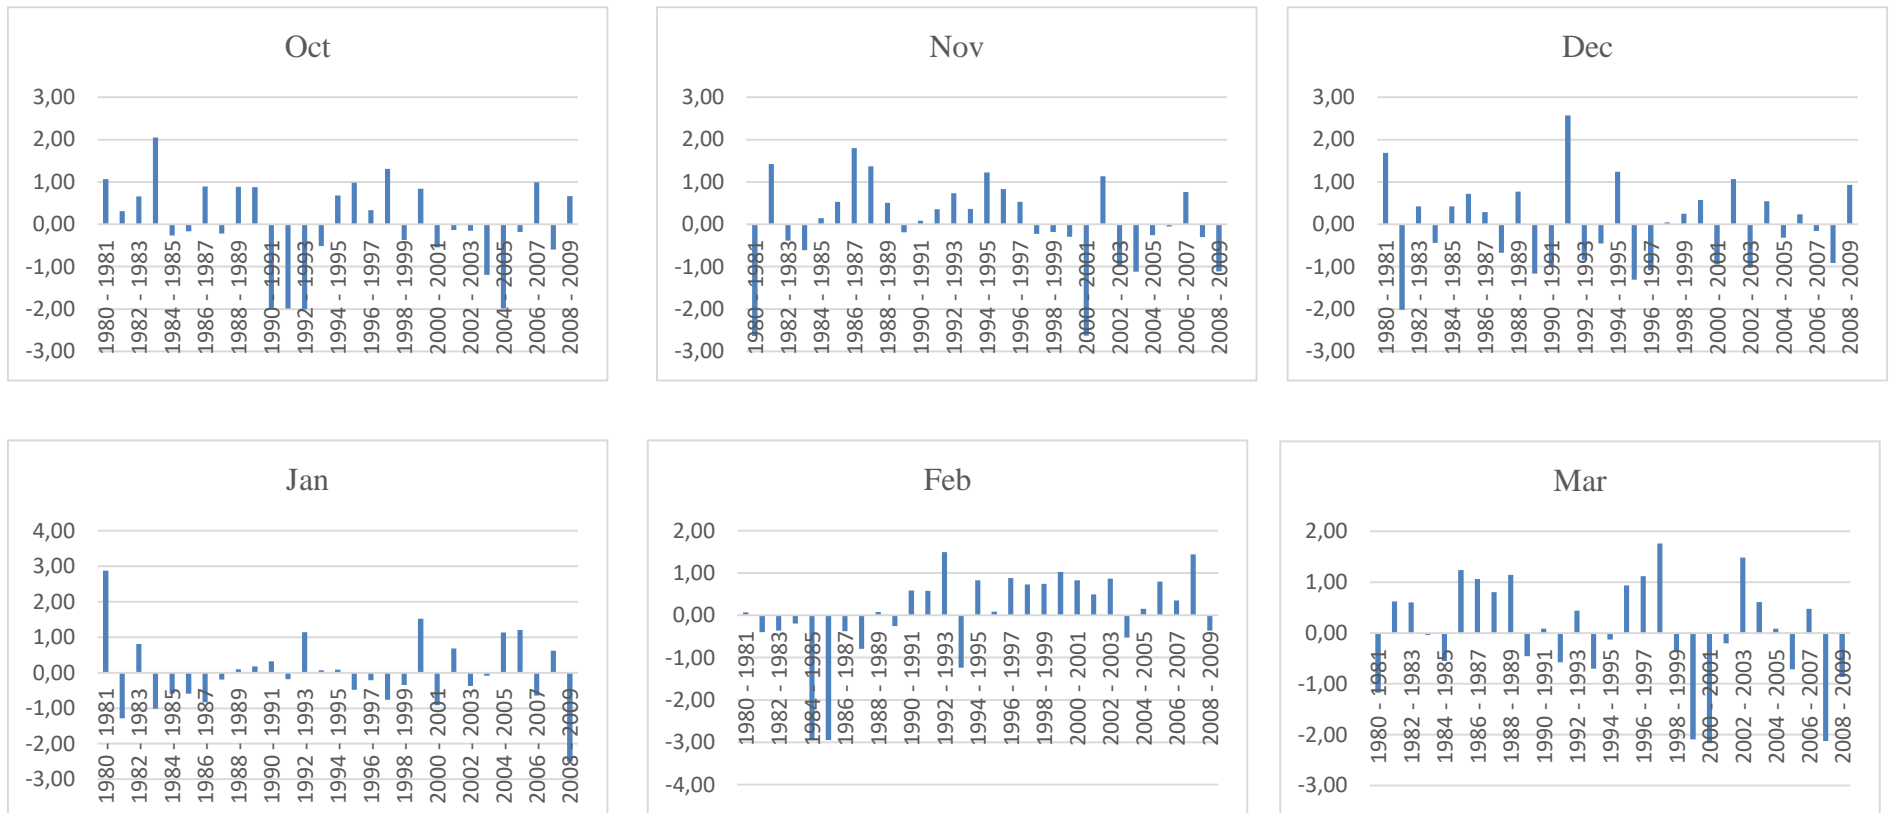 Oct
3,00
2,00
1,00
0,00
-1,00
-2,00
-3,00
1980 - 1981
1982 - 1983
1984 - 1985
1986 - 1987
1988 - 1989
1990 - 1991
1992 - 1993
1994 - 1995
1996 - 1997
1998 - 1999
2000 - 2001
2002 - 2003
2004 - 2005
2006 - 2007
2008 - 2009
Nov
3,00
2,00
1,00
0,00
-1,00
-2,00
-3,00
1980 - 1981
1982 - 1983
1984 - 1985
1986 - 1987
1988 - 1989
1990 - 1991
1992 - 1993
1994 - 1995
1996 - 1997
1998 - 1999
2000 - 2001
2002 - 2003
2004 - 2005
2006 - 2007
2008 - 2009
Dec
3,00
2,00
1,00
0,00
-1,00
-2,00
-3,00
1980 - 1981
1982 - 1983
1984 - 1985
1986 - 1987
1988 - 1989
1990 - 1991
1992 - 1993
1994 - 1995
1996 - 1997
1998 - 1999
2000 - 2001
2002 - 2003
2004 - 2005
2006 - 2007
2008 - 2009
Jan
4,00
3,00
2,00
1,00
0,00
-1,00
-2,00
-3,00
1980 - 1981
1982 - 1983
1984 - 1985
1986 - 1987
1988 - 1989
1990 - 1991
1992 - 1993
1994 - 1995
1996 - 1997
1998 - 1999
2000 - 2001
2002 - 2003
2004 - 2005
2006 - 2007
2008 - 2009
Feb
2,00
1,00
0,00
-1,00
-2,00
-3,00
-4,00
1980 - 1981
1982 - 1983
1984 - 1985
1986 - 1987
1988 - 1989
1990 - 1991
1992 - 1993
1994 - 1995
1996 - 1997
1998 - 1999
2000 - 2001
2002 - 2003
2004 - 2005
2006 - 2007
2008 - 2009
Mar
2,00
1,00
0,00
-1,00
-2,00
-3,00
1980 - 1981
1982 - 1983
1984 - 1985
1986 - 1987
1988 - 1989
1990 - 1991
1992 - 1993
1994 - 1995
1996 - 1997
1998 - 1999
2000 - 2001
2002 - 2003
2004 - 2005
2006 - 2007
2008 - 2009